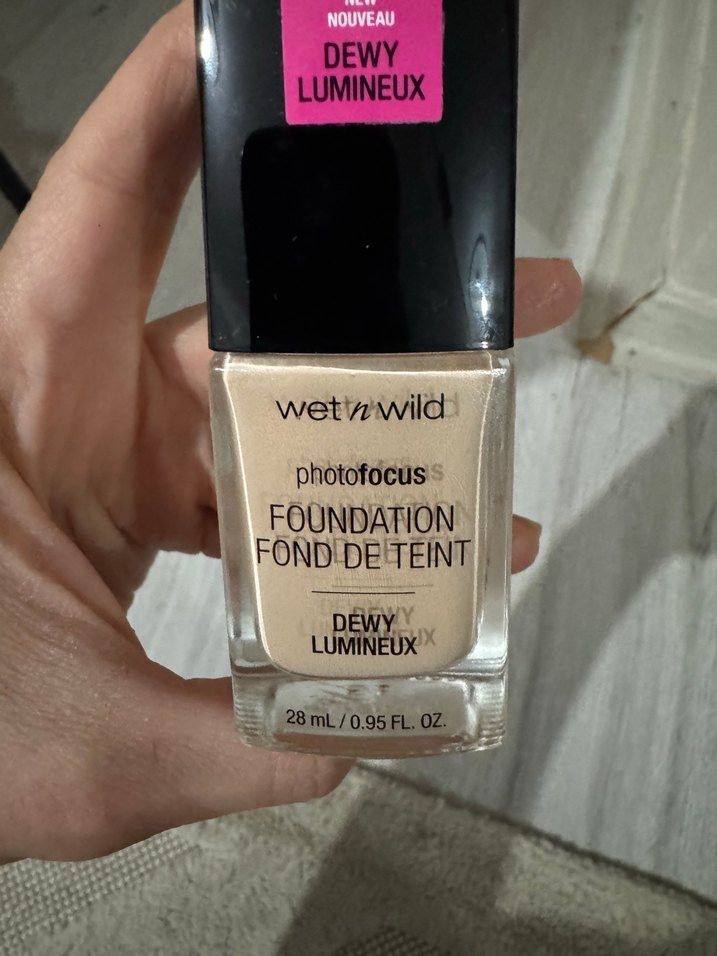 NEW
NOUVEAU
DEWY
LUMINEUX
wet n wild
photofocus
FOUNDATION
FOND DE TEINT
DEWY
LUMINEUX
28 mL / 0.95 FL. OZ.